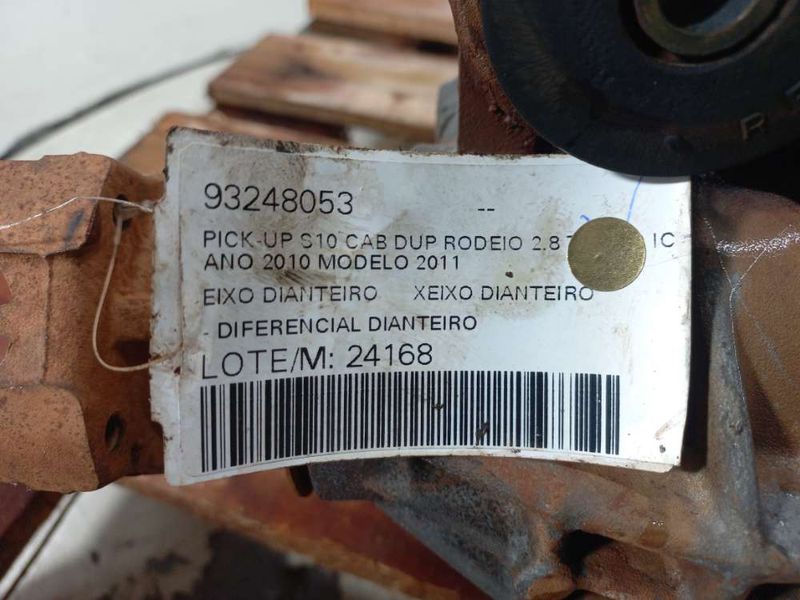 93248053 --
PICK-UP S10 CAB DUP RODEIO 2.8 IC
ANO 2010 MODELO 2011
EIXO DIANTEIRO XEIXO DIANTEIRO
- DIFERENCIAL DIANTEIRO
LOTE/M: 24168
R